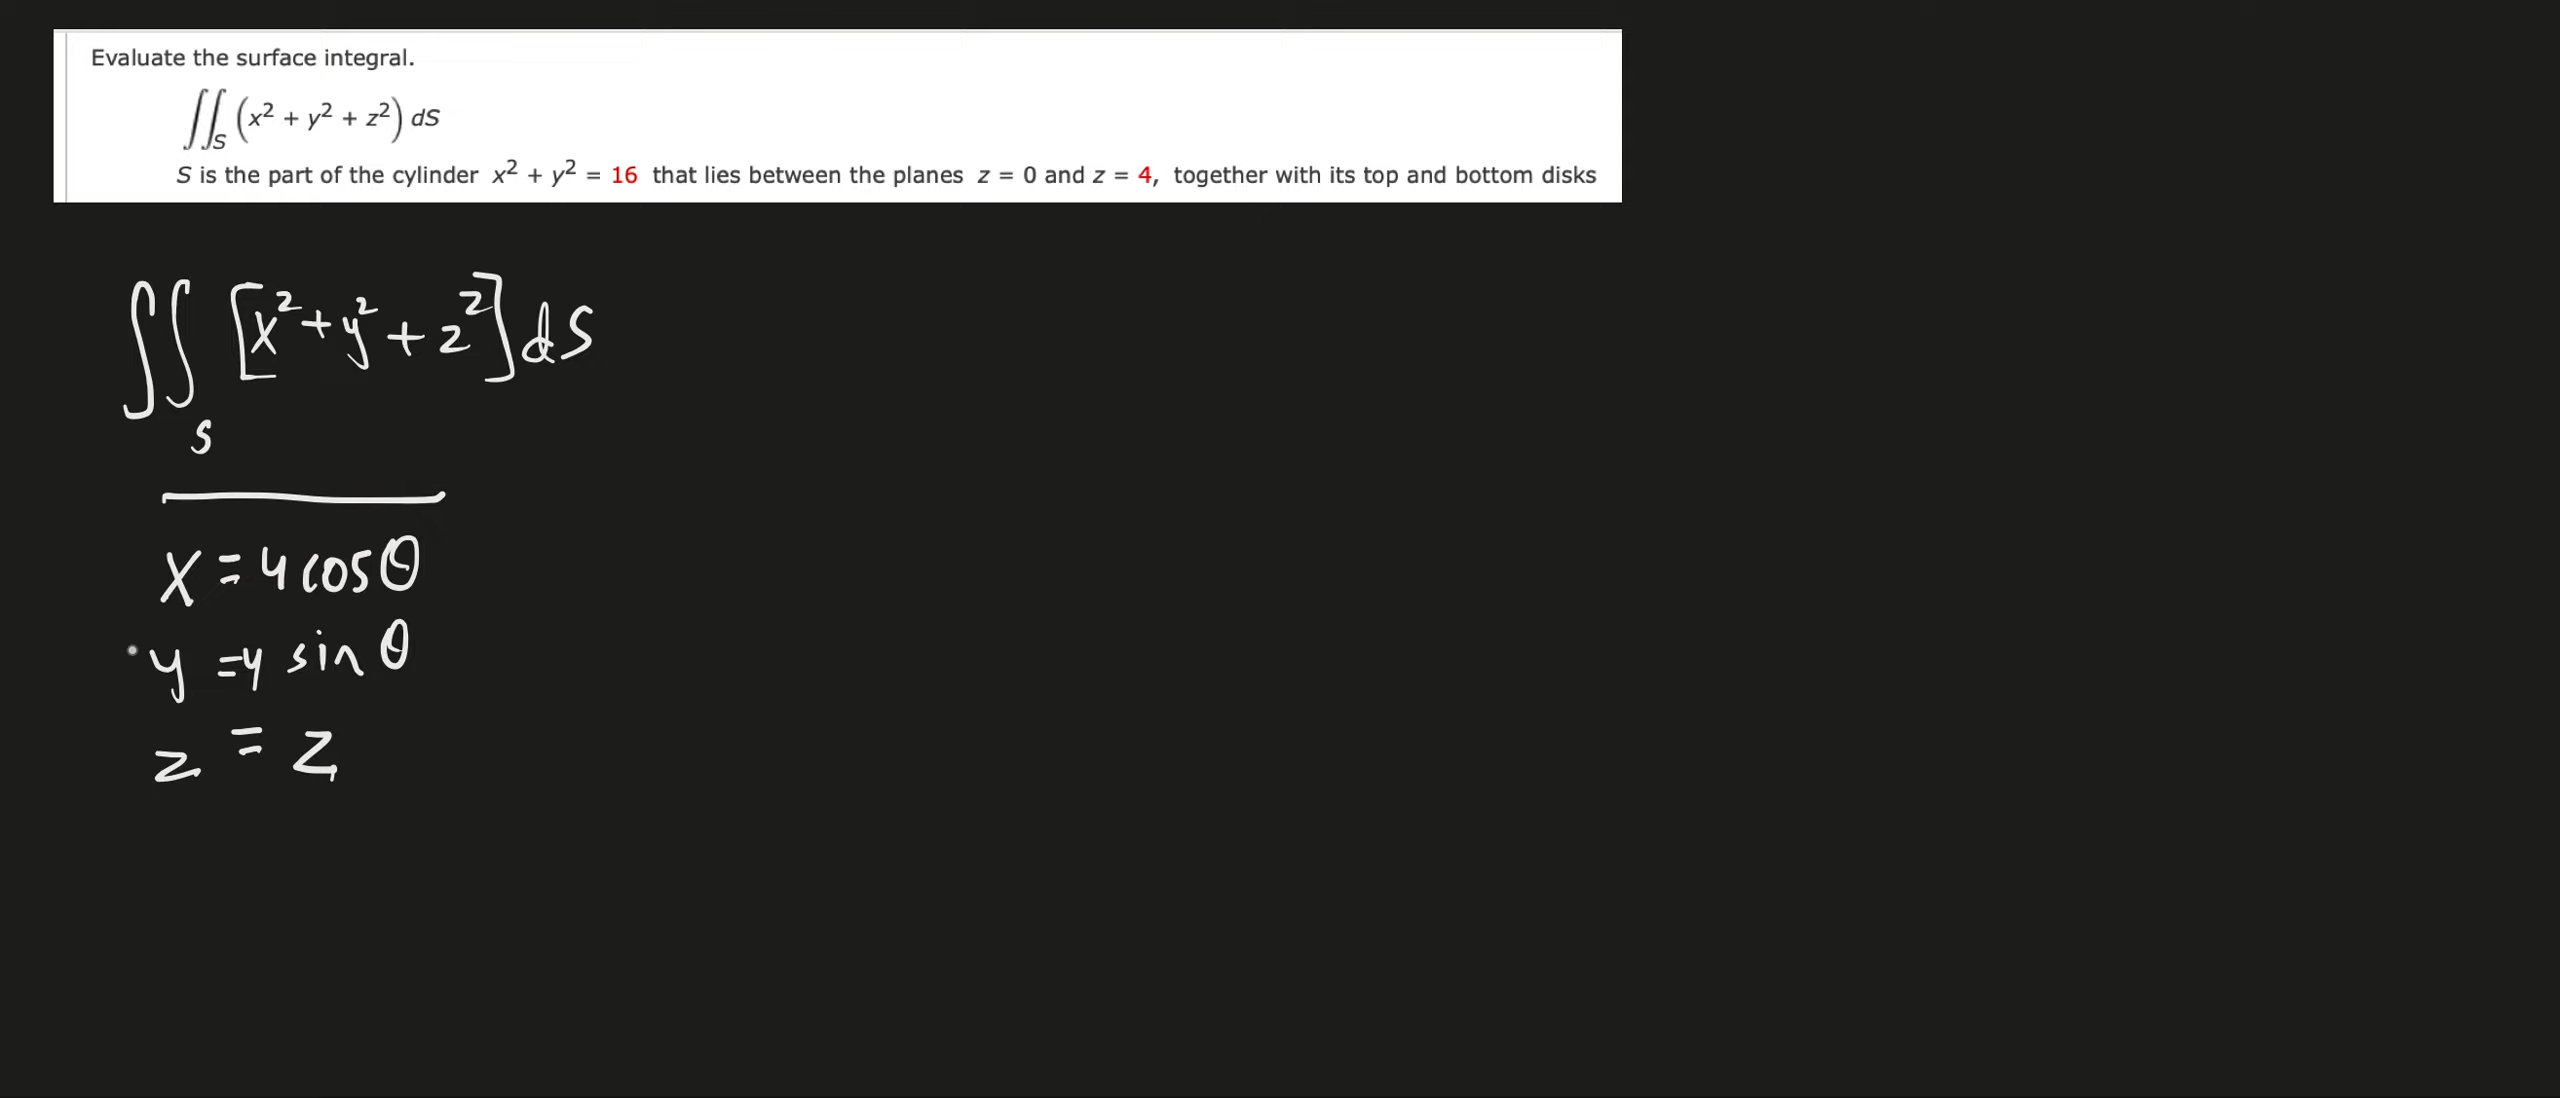 Evaluate the surface integral.
∬_S (x² + y² + z²) dS
S is the part of the cylinder x² + y² = 16 that lies between the planes z = 0 and z = 4, together with its top and bottom disks
∬_S [x² + y² + z²] dS
x = 4 cos θ
y = 4 sin θ
z = z